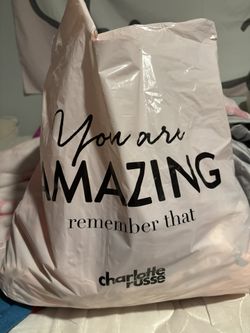 You are
AMAZING
remember that
charlotte
russe